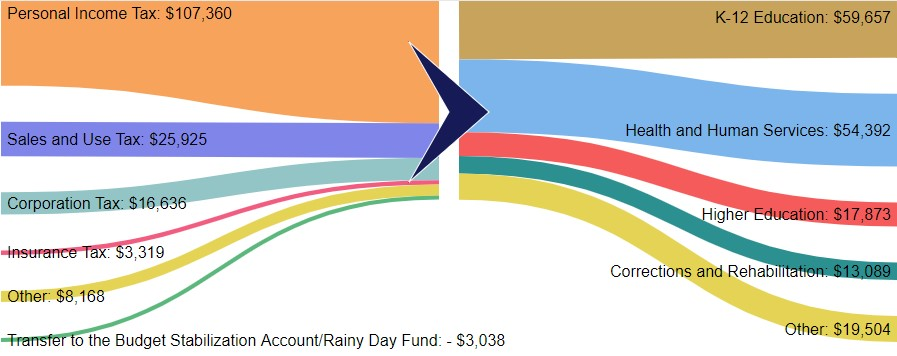 Personal Income Tax: $107,360
Sales and Use Tax: $25,925
Corporation Tax: $16,636
Insurance Tax: $3,319
Other: $8,168
Transfer to the Budget Stabilization Account/Rainy Day Fund: - $3,038
K-12 Education: $59,657
Health and Human Services: $54,392
Higher Education: $17,873
Corrections and Rehabilitation: $13,089
Other: $19,504